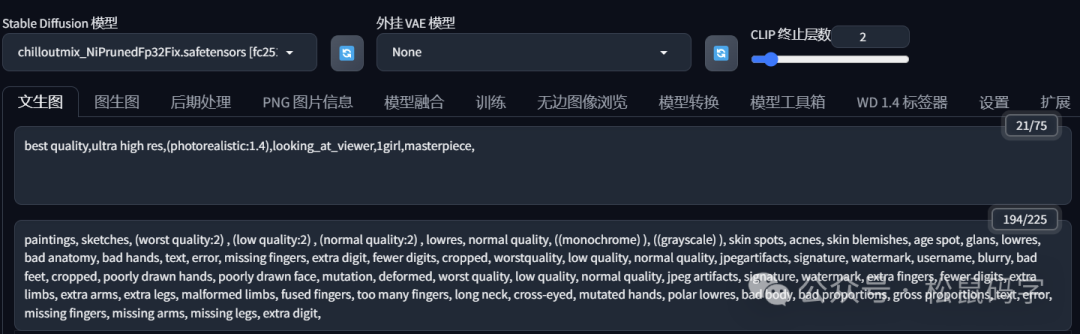 Stable Diffusion 模型
外挂 VAE 模型
chilloutmix_NiPrunedFp32Fix.safetensors [fc25:
None
CLIP 终止层数
2
文生图 图生图 后期处理 PNG 图片信息 模型融合 训练 无边图像浏览 模型转换 模型工具箱 WD 1.4 标签器 设置 扩展
21/75
best quality,ultra high res,(photorealistic:1.4),looking_at_viewer,1girl,masterpiece,
194/225
paintings, sketches, (worst quality:2) , (low quality:2) , (normal quality:2) , lowres, normal quality, ((monochrome) ), ((grayscale) ), skin spots, acnes, skin blemishes, age spot, glans, lowres,
bad anatomy, bad hands, text, error, missing fingers, extra digit, fewer digits, cropped, worstquality, low quality, normal quality, jpegartifacts, signature, watermark, username, blurry, bad
feet, cropped, poorly drawn hands, poorly drawn face, mutation, deformed, worst quality, low quality, normal quality, jpeg artifacts, signature, watermark, extra fingers, fewer digits, extra
limbs, extra arms, extra legs, malformed limbs, fused fingers, too many fingers, long neck, cross-eyed, mutated hands, polar lowres, bad body, bad proportions, gross proportions, text, error,
missing fingers, missing arms, missing legs, extra digit,
公众号 · 松鼠码字